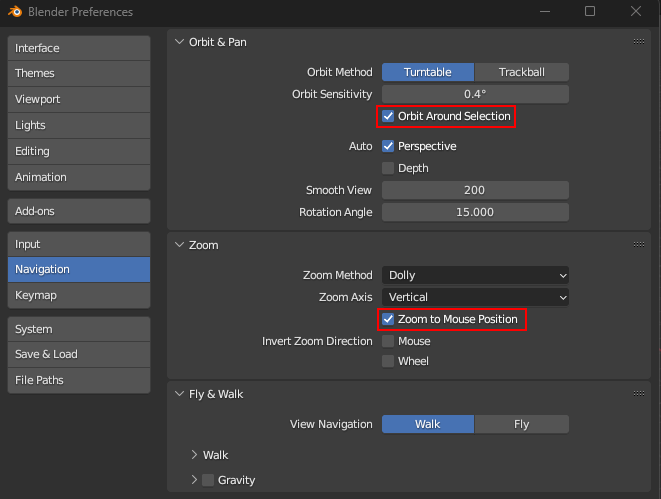 Blender Preferences
Interface
Themes
Viewport
Lights
Editing
Animation
Add-ons
Input
Navigation
Keymap
System
Save & Load
File Paths
Orbit & Pan
Orbit Method Turntable Trackball
Orbit Sensitivity 0.4°
Orbit Around Selection
Auto Perspective
Depth
Smooth View 200
Rotation Angle 15.000
Zoom
Zoom Method Dolly
Zoom Axis Vertical
Zoom to Mouse Position
Invert Zoom Direction Mouse
Wheel
Fly & Walk
View Navigation Walk Fly
Walk
Gravity